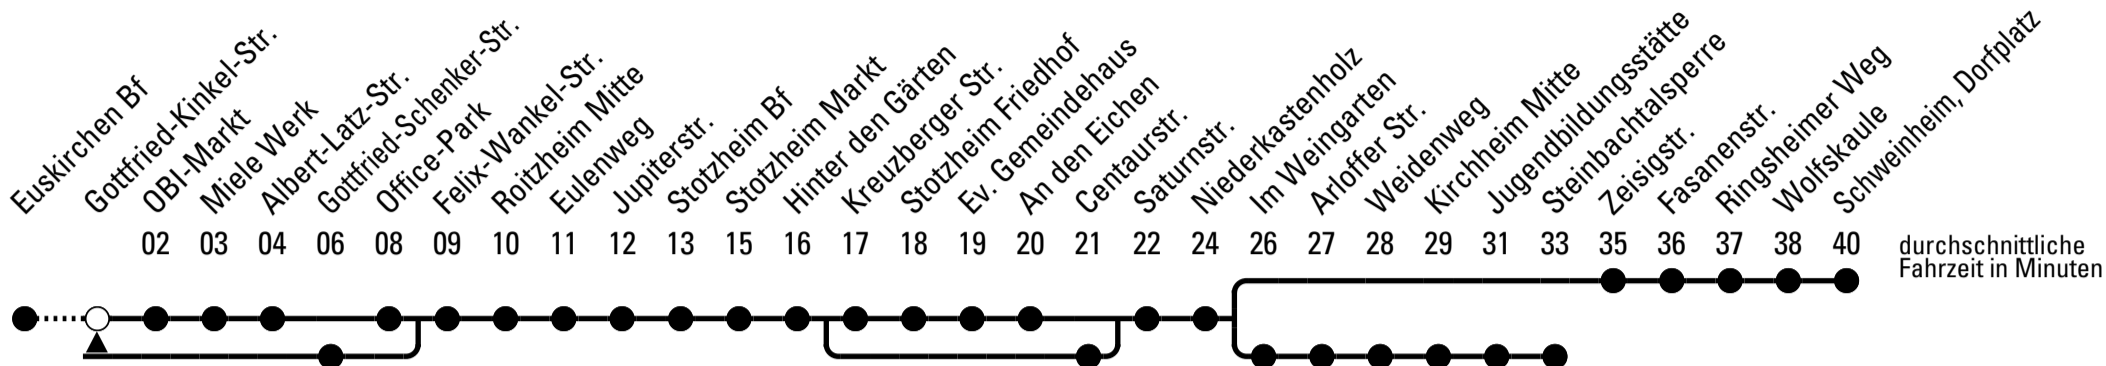 Euskirchen Bf
Gottfried-Kinkel-Str.
OBI-Markt
Miele Werk
Albert-Latz-Str.
Gottfried-Schenker-Str.
Office-Park
Felix-Wankel-Str.
Roitzheim Mitte
Eulenweg
Jupiterstr.
Stotzheim Bf
Stotzheim Markt
Hinter den Gärten
Kreuzberger Str.
Stotzheim Friedhof
Ev. Gemeindehaus
An den Eichen
Centaurstr.
Saturnstr.
Niederkastenholz
Im Weingarten
Arloffer Str.
Weidenweg
Kirchheim Mitte
Jugendbildungsstätte
Steinbachtalsperre
Zeisigstr.
Fasanenstr.
Ringsheimer Weg
Wolfskaule
Schweinheim, Dorfplatz
02 03 04 06 08 09 10 11 12 13 15 16 17 18 19 20 21 22 24 26 27 28 29 31 33 35 36 37 38 40
durchschnittliche
Fahrzeit in Minuten